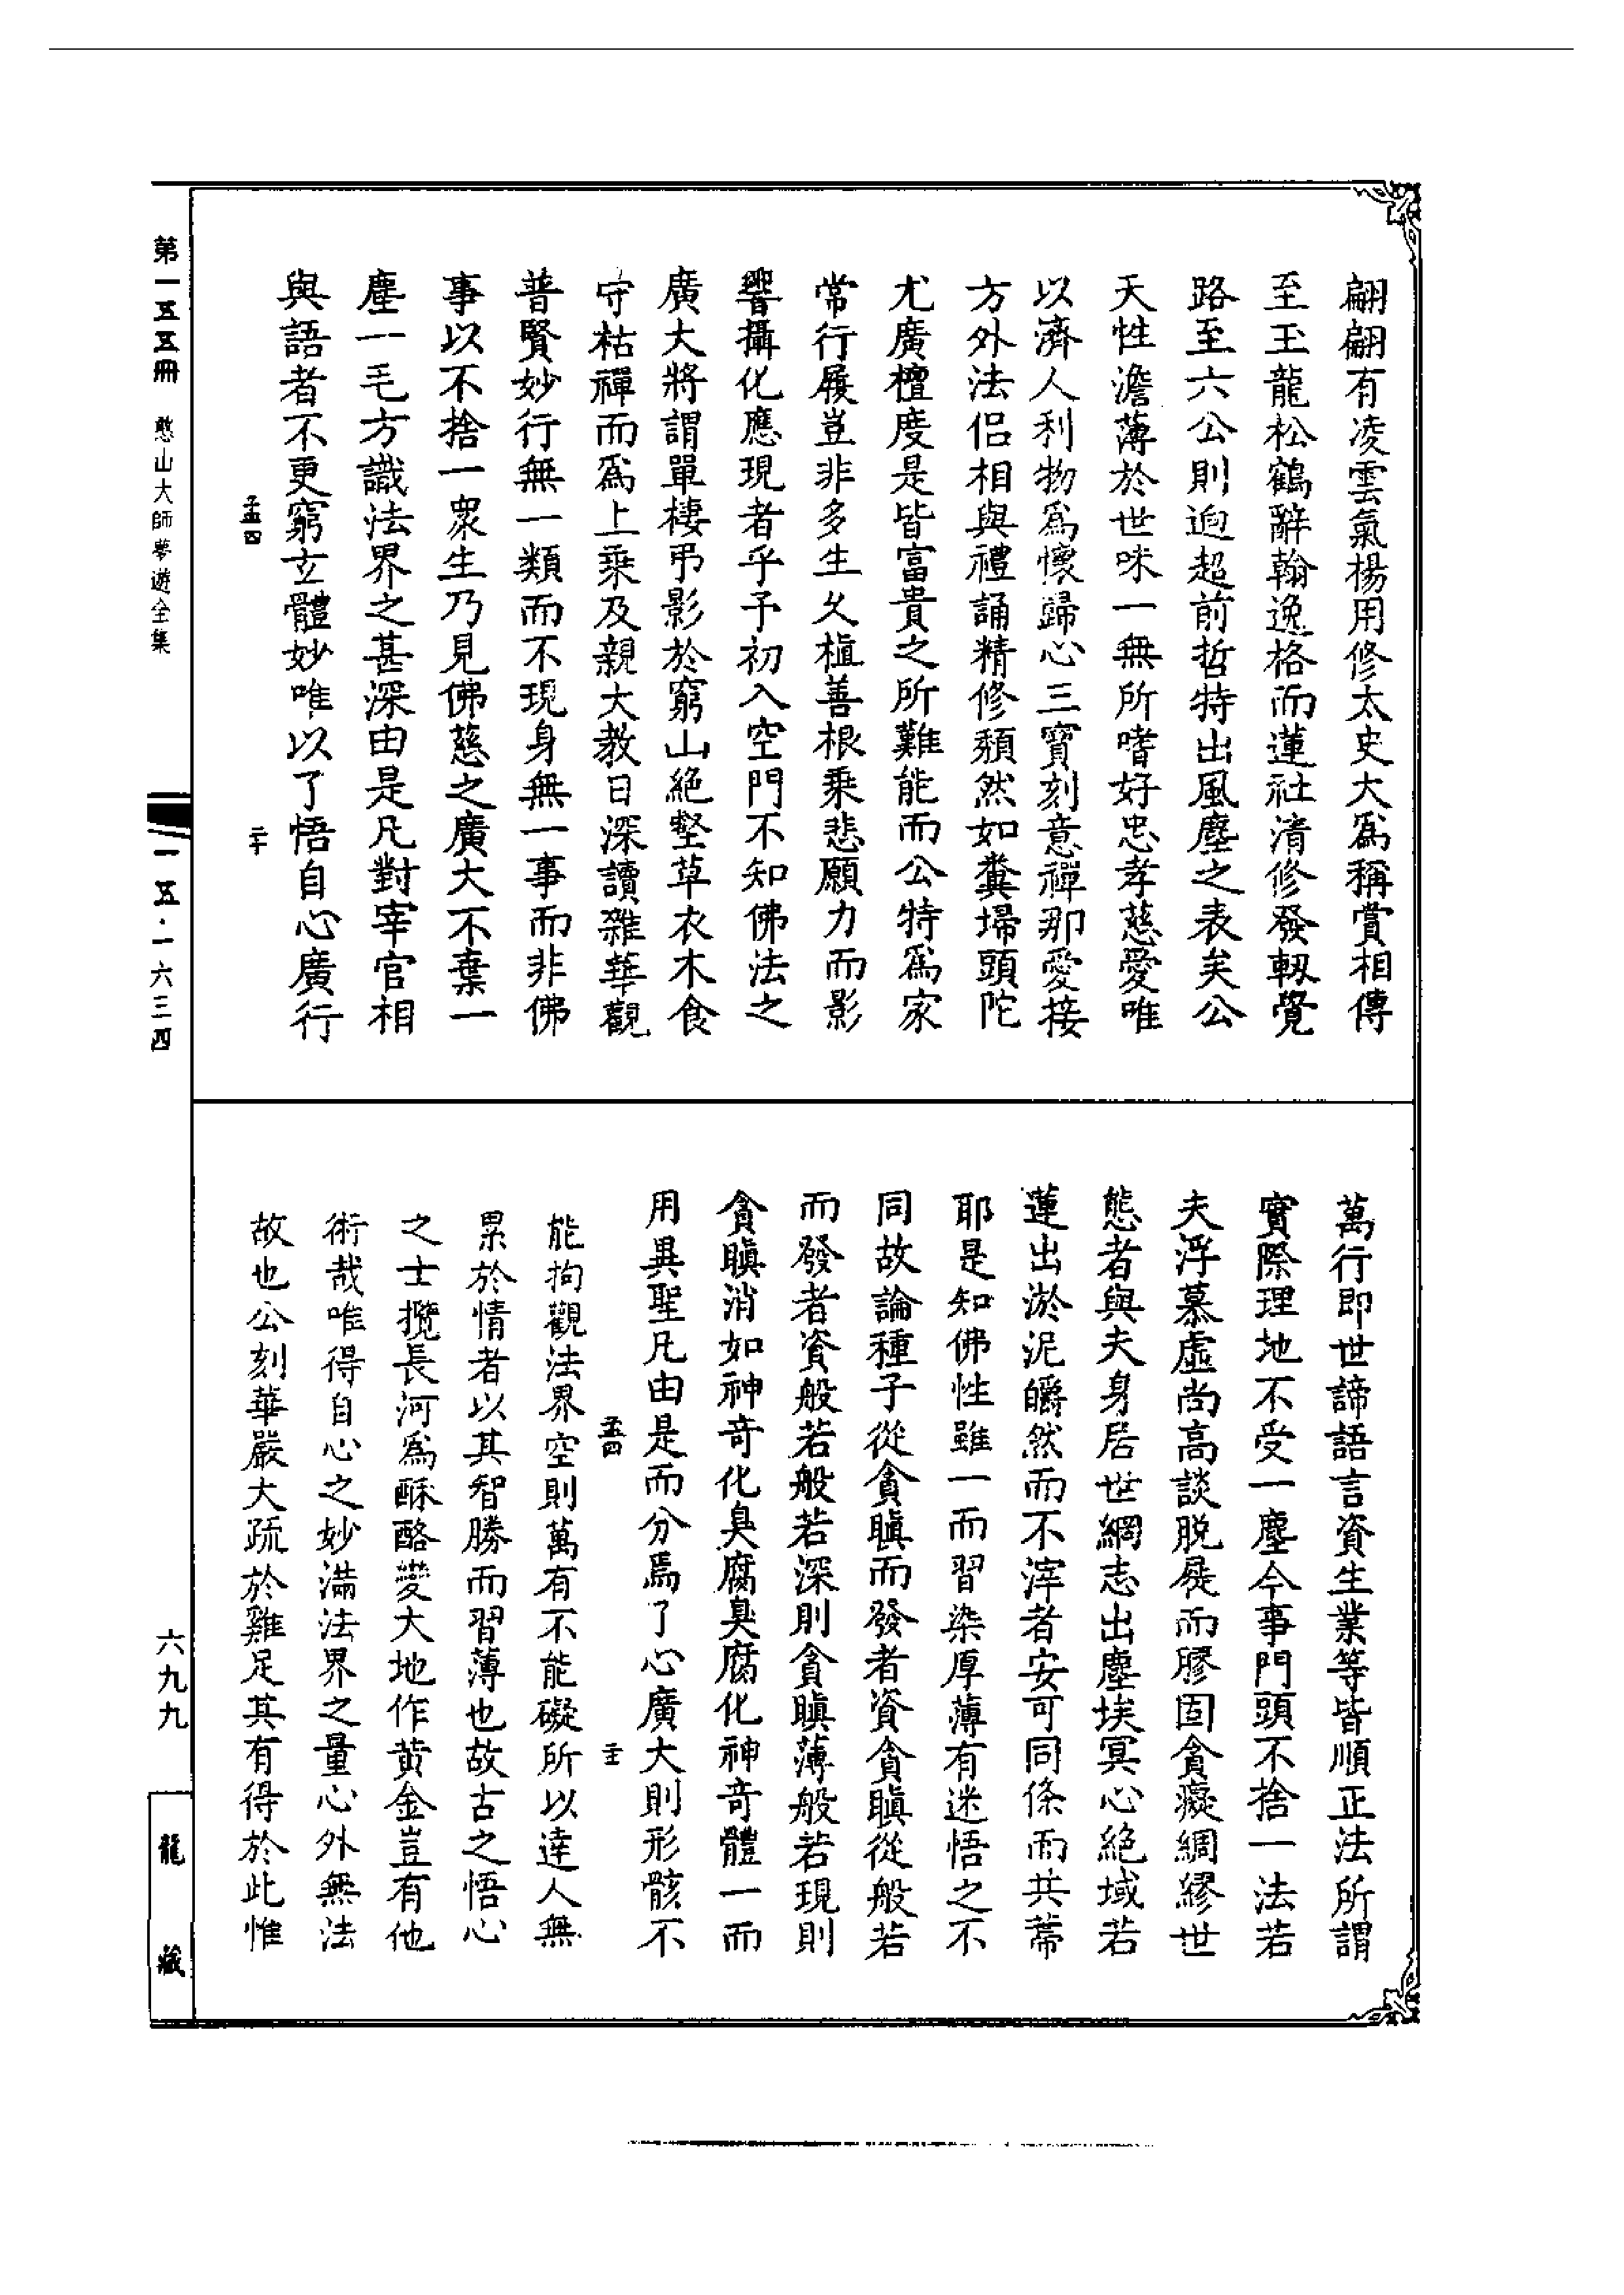 翩翩有凌雲氣楊用修太史大爲稱賞相傳
至玉龍松鶴辭翰逸格而蓮社清修發軔覺
路至六公則逈超前哲特出風塵之表矣公
天性澹薄於世味一無所嗜好忠孝慈愛唯
以濟人利物爲懷歸心三寶刻意禪那愛接
方外法侶相與禮誦精修頽然如糞埽頭陀
尤廣檀度是皆富貴之所難能而公特爲家
常行履豈非多生久植善根乘悲願力而影
響攝化應現者乎予初入空門不知佛法之
廣大將謂單棲弔影於窮山絕壑草衣木食
守枯禪而爲上乘及親大教日深讀雜華觀
普賢妙行無一類而不現身無一事而非佛
事以不捨一衆生乃見佛慈之廣大不棄一
塵一毛方識法界之甚深由是凡對宰官相
與語者不更窮玄體妙唯以了悟自心廣行
孟四
二十
萬行即世諦語言資生業等皆順正法所謂
實際理地不受一塵今事門頭不捨一法若
夫浮慕虛尚高談脫屣而膠固貪癡綢繆世
態者與夫身居世網志出塵埃冥心絕域若
蓮出淤泥皭然而不滓者安可同條而共蔕
耶是知佛性雖一而習染厚薄有迷悟之不
同故論種子從貪瞋而發者資貪瞋從般若
而發者資般若般若深則貪瞋薄般若現則
貪瞋消如神奇化臭腐臭腐化神奇體一而
用異聖凡由是而分焉了心廣大則形骸不
孟四
二十一
能拘觀法界空則萬有不能礙所以達人無
累於情者以其智勝而習薄也故古之悟心
之士攬長河爲酥酪變大地作黄金豈有他
術哉唯得自心之妙滿法界之量心外無法
故也公刻華嚴大疏於雞足其有得於此惟
第一五五冊 憨山大師夢遊全集
一五·一六三四
六九九
龍藏